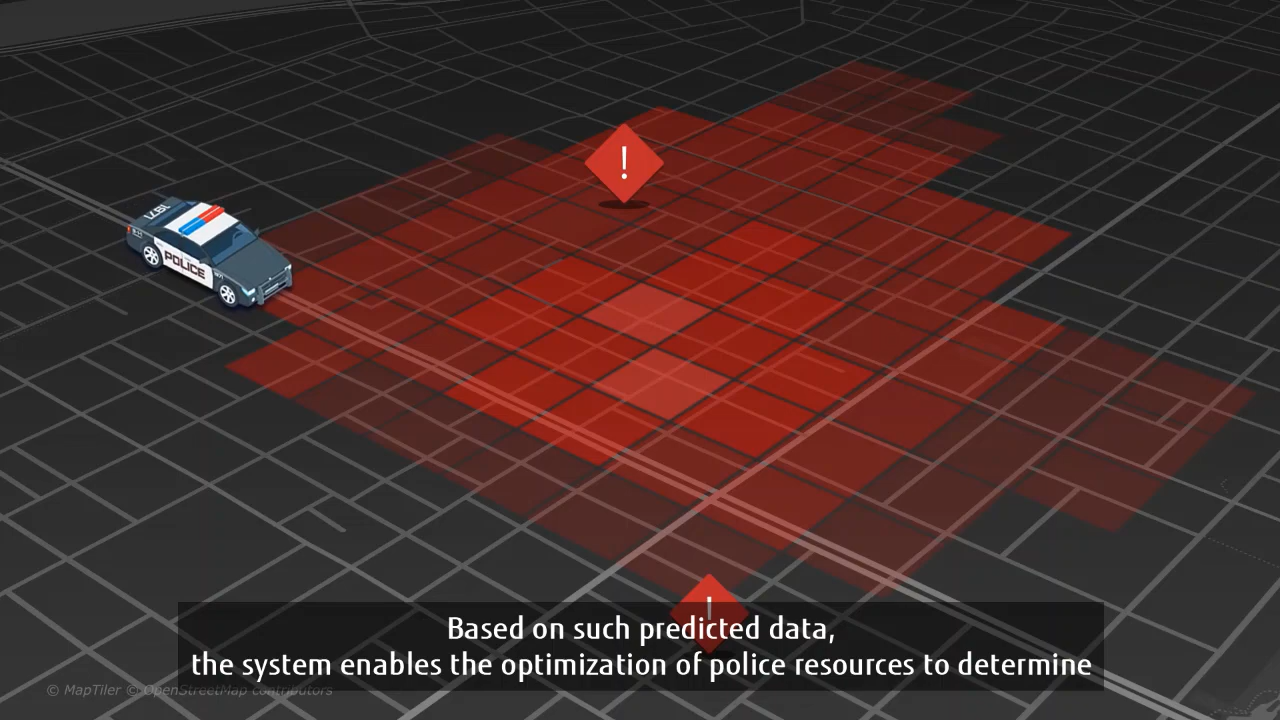 !
POLICE
!
Based on such predicted data,
the system enables the optimization of police resources to determine
© MapTiler © OpenStreetMap contributors